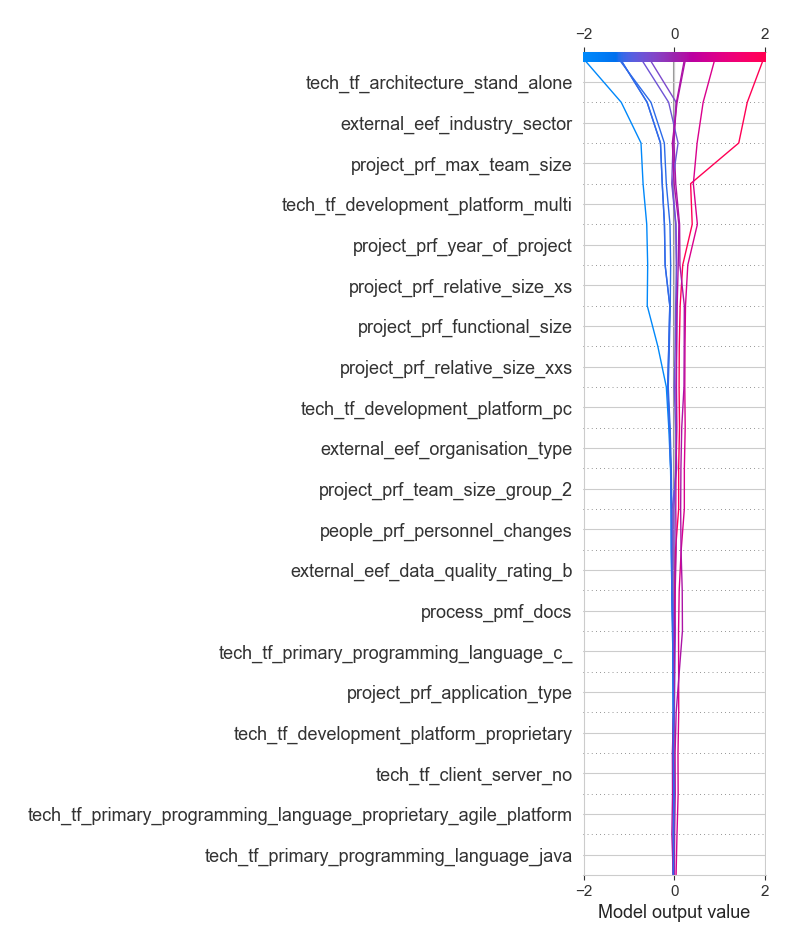 −2 0 2
tech_tf_architecture_stand_alone
external_eef_industry_sector
project_prf_max_team_size
tech_tf_development_platform_multi
project_prf_year_of_project
project_prf_relative_size_xs
project_prf_functional_size
project_prf_relative_size_xxs
tech_tf_development_platform_pc
external_eef_organisation_type
project_prf_team_size_group_2
people_prf_personnel_changes
external_eef_data_quality_rating_b
process_pmf_docs
tech_tf_primary_programming_language_c_
project_prf_application_type
tech_tf_development_platform_proprietary
tech_tf_client_server_no
tech_tf_primary_programming_language_proprietary_agile_platform
tech_tf_primary_programming_language_java
−2 0 2
Model output value